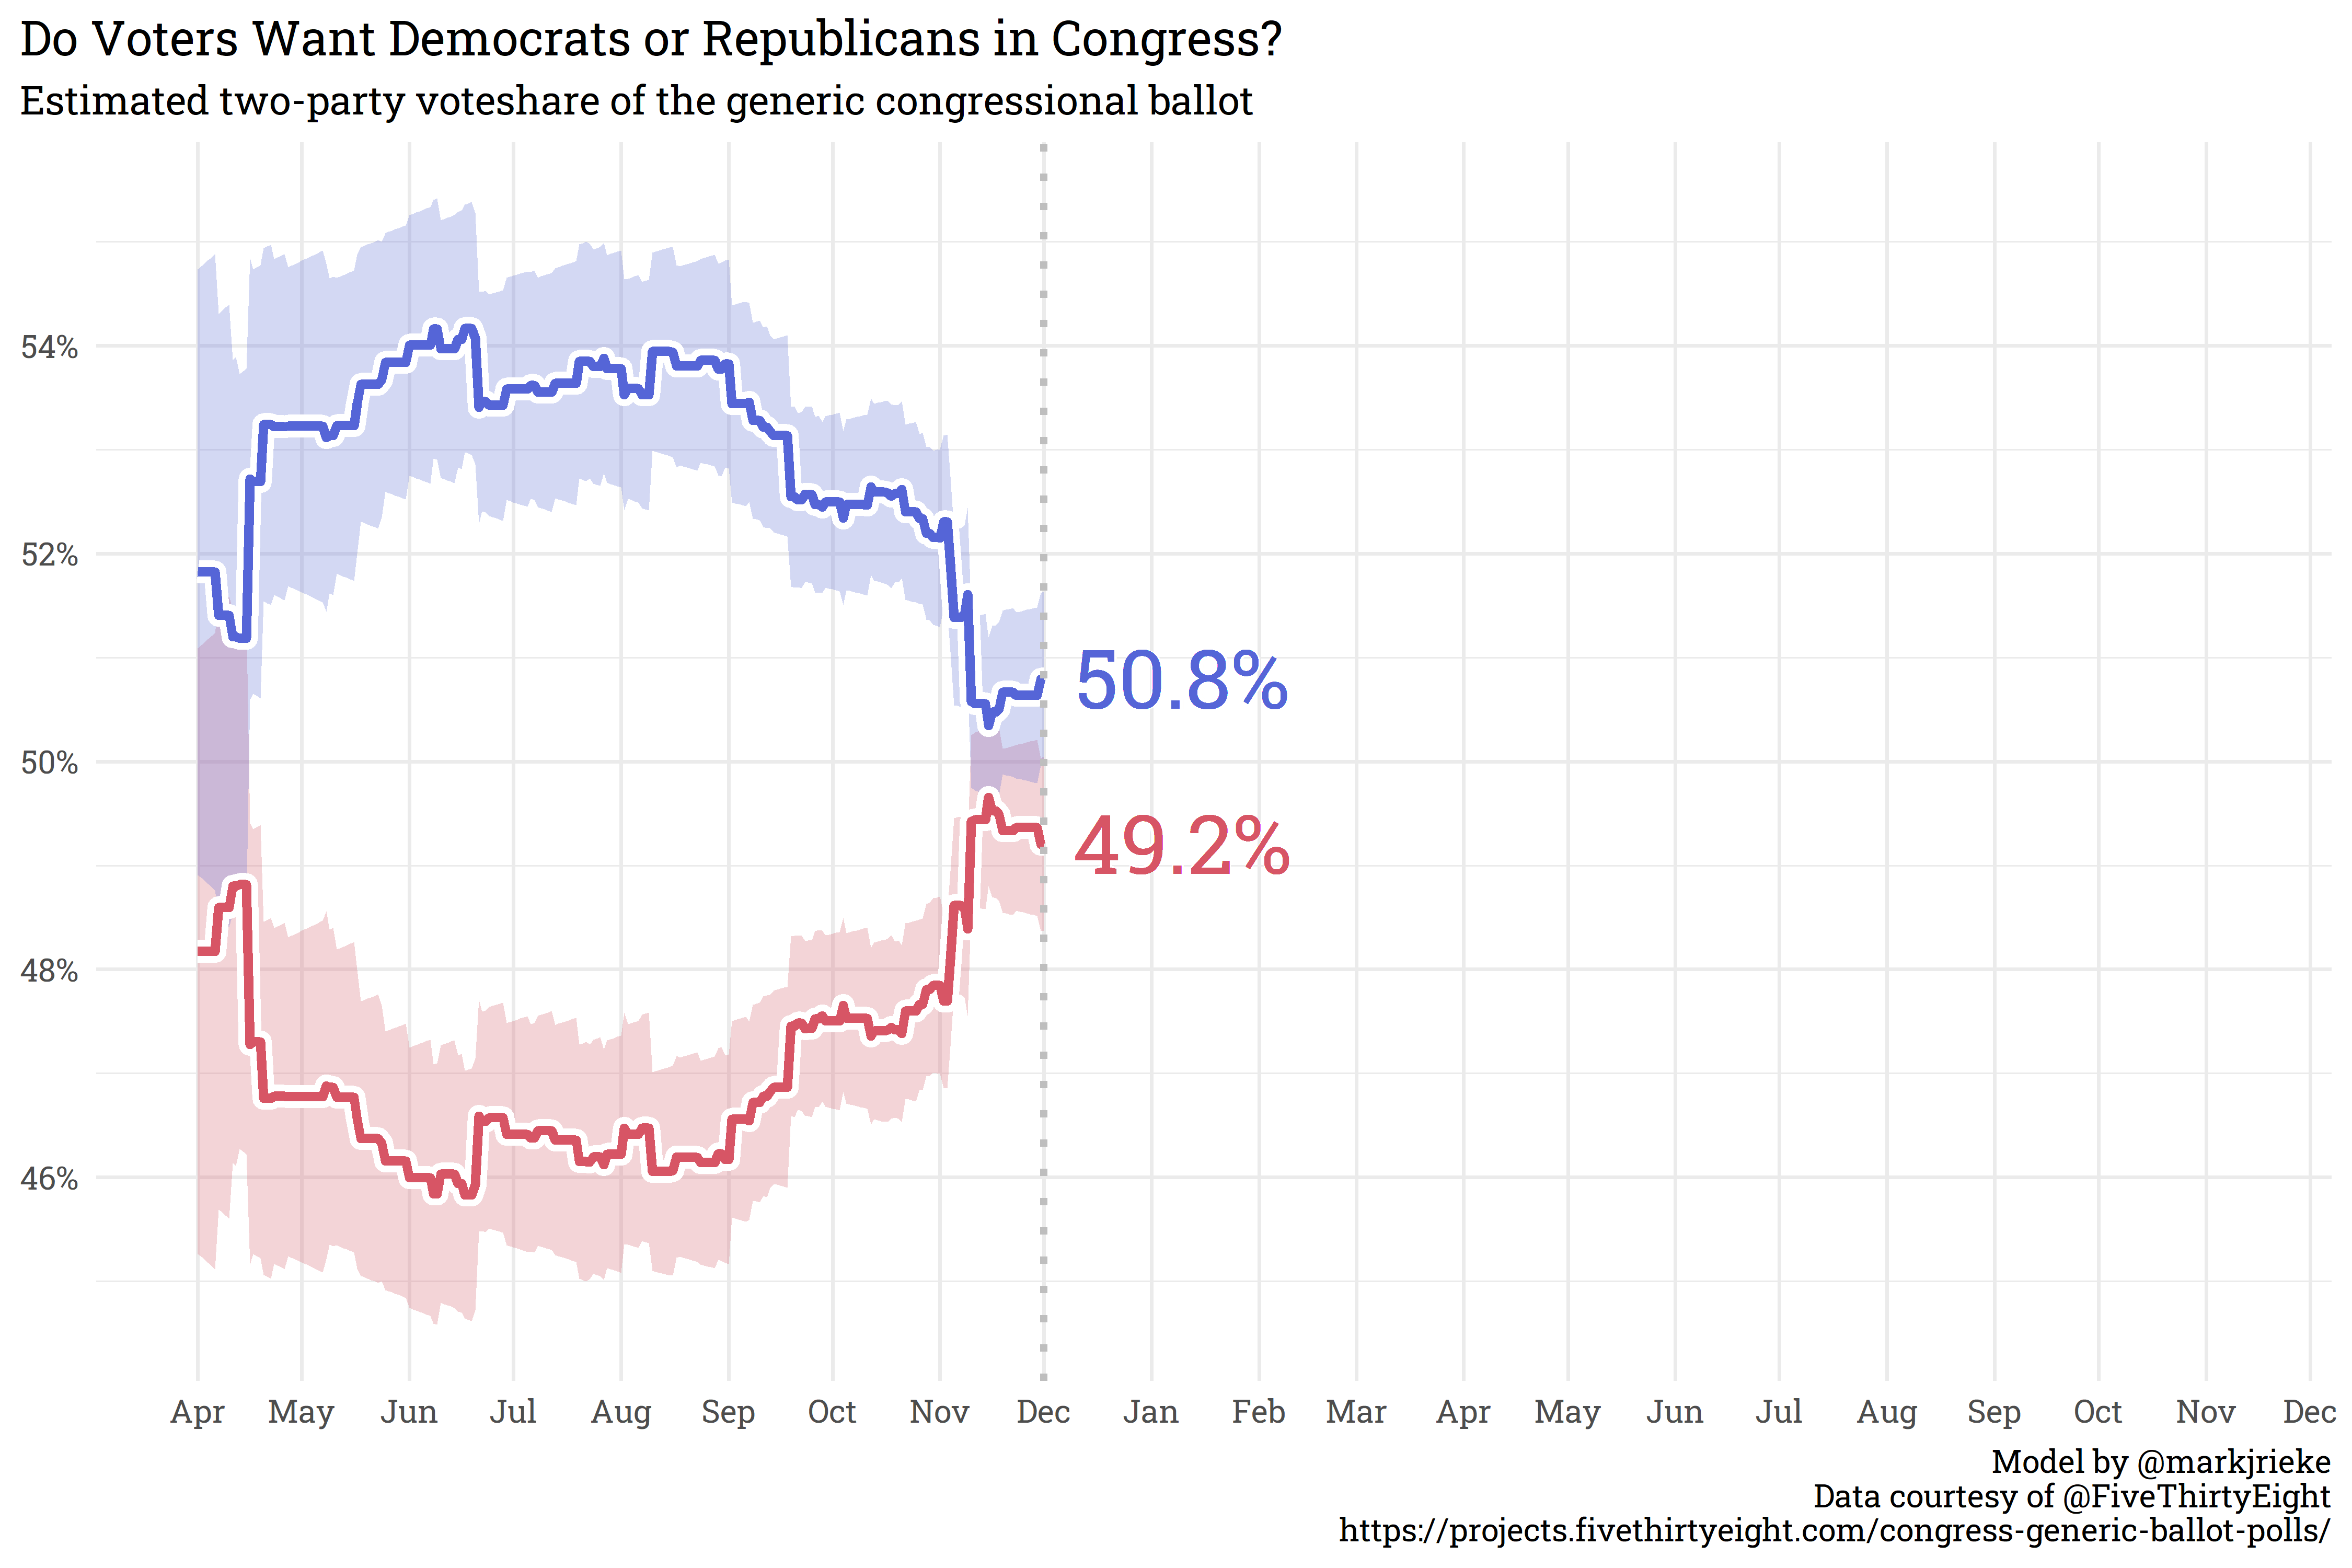 Do Voters Want Democrats or Republicans in Congress?
Estimated two-party voteshare of the generic congressional ballot
54%
52%
50%
48%
46%
50.8%
49.2%
Apr May Jun Jul Aug Sep Oct Nov Dec Jan Feb Mar Apr May Jun Jul Aug Sep Oct Nov Dec
Model by @markjrieke
Data courtesy of @FiveThirtyEight
https://projects.fivethirtyeight.com/congress-generic-ballot-polls/